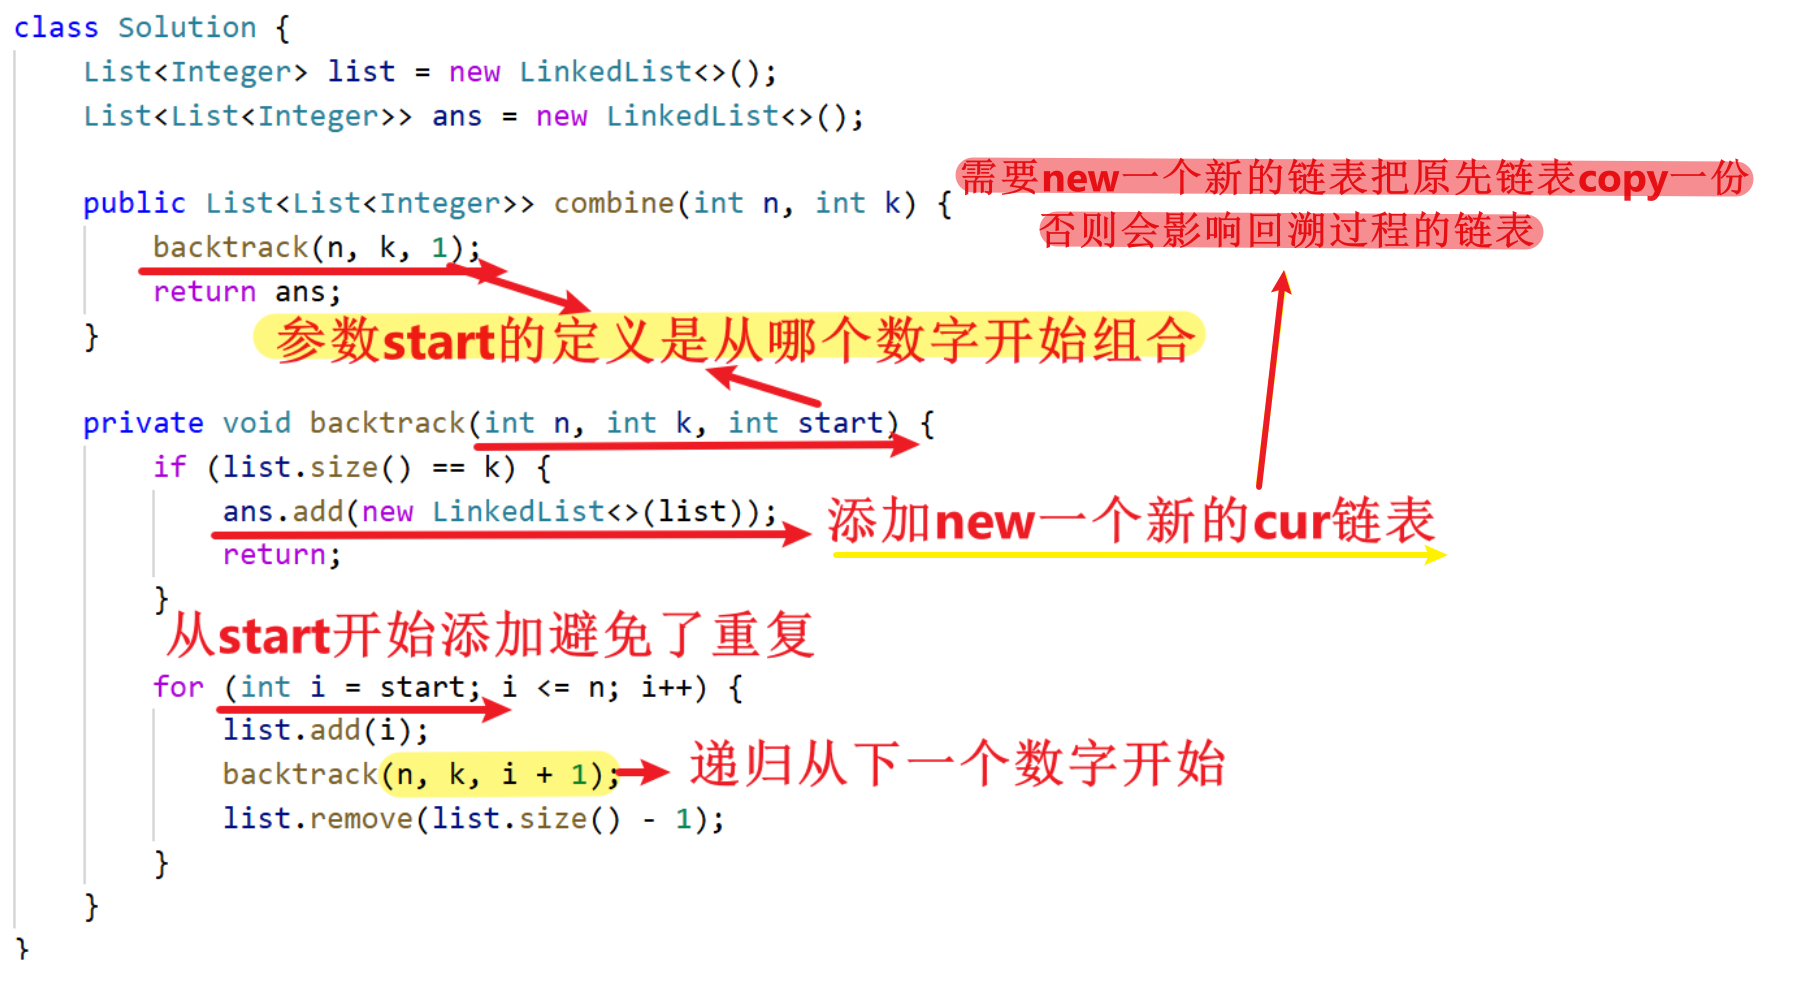 class Solution {
List<Integer> list = new LinkedList<>();
List<List<Integer>> ans = new LinkedList<>();
需要new一个新的链表把原先链表copy一份
public List<List<Integer>> combine(int n, int k) {
否则会影响回溯过程的链表
backtrack(n, k, 1);
return ans;
}
参数start的定义是从哪个数字开始组合
private void backtrack(int n, int k, int start) {
if (list.size() == k) {
ans.add(new LinkedList<>(list));
添加new一个新的cur链表
return;
}
从start开始添加避免了重复
for (int i = start; i <= n; i++) {
list.add(i);
backtrack(n, k, i + 1);
递归从下一个数字开始
list.remove(list.size() - 1);
}
}
}